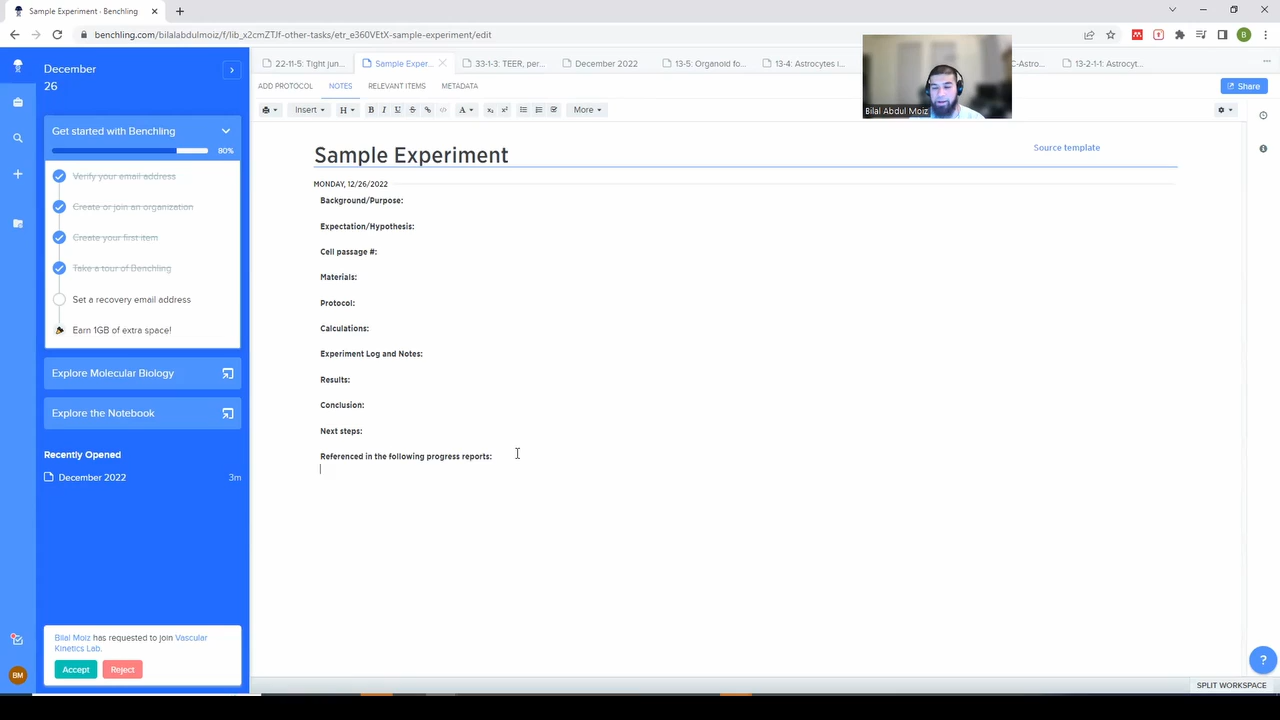 Sample Experiment · Benchling
benchling.com/bilalabdulmoiz/f/lib_x2cmZTJf-other-tasks/etr_e360VEtX-sample-experiment/edit
B
December
26
22-11-5: Tight jun...
Sample Exper...
33-1-3: TEER, per...
December 2022
13-5: Organoid fo...
13-4: Astrocytes i...
C-Astro...
13-2-1-1: Astrocyt...
ADD PROTOCOL
NOTES
RELEVANT ITEMS
METADATA
Share
Bilal Abdul Moiz
Insert
H
B
I
U
S
A
More
Get started with Benchling
80%
Verify your email address
Create or join an organization
Create your first item
Take a tour of Benchling
Set a recovery email address
Earn 1GB of extra space!
Explore Molecular Biology
Explore the Notebook
Recently Opened
December 2022
3m
Bilal Moiz has requested to join Vascular
Kinetics Lab.
Accept
Reject
BM
Sample Experiment
Source template
MONDAY, 12/26/2022
Background/Purpose:
Expectation/Hypothesis:
Cell passage #:
Materials:
Protocol:
Calculations:
Experiment Log and Notes:
Results:
Conclusion:
Next steps:
Referenced in the following progress reports:
?
SPLIT WORKSPACE